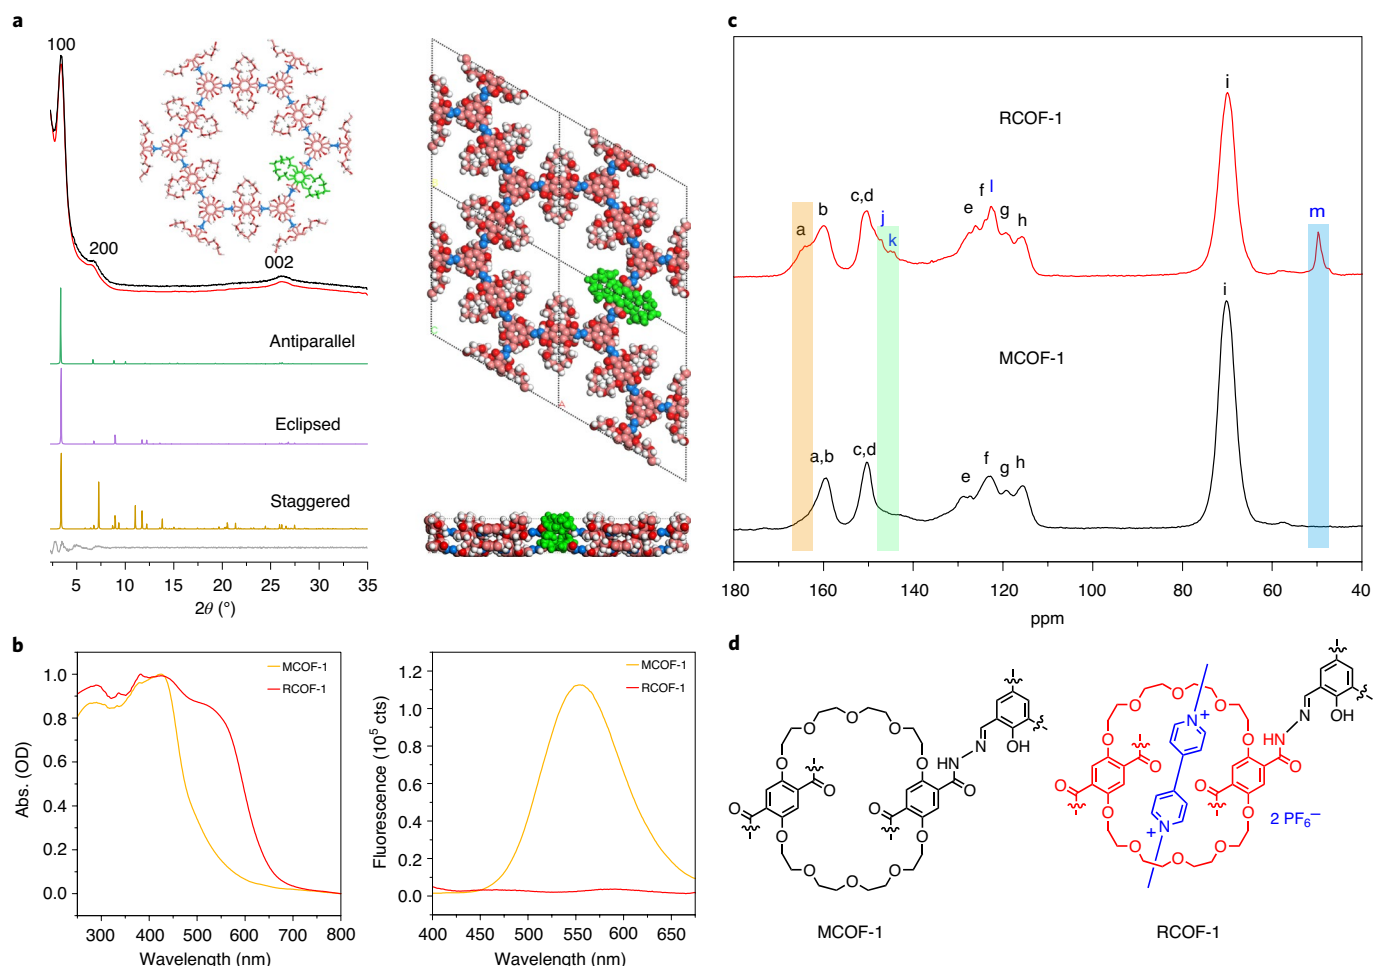 a
100
200
002
Antiparallel
Eclipsed
Staggered
5 10 15 20 25 30 35
2θ (°)
c
RCOF-1
a b c,d j k e f l g h i m
MCOF-1
a,b c,d e f g h i
180 160 140 120 100 80 60 40
ppm
b
MCOF-1
RCOF-1
1.0
0.8
0.6
0.4
0.2
0.0
Abs. (OD)
300 400 500 600 700 800
Wavelength (nm)
MCOF-1
RCOF-1
1.2
1.0
0.8
0.6
0.4
0.2
0.0
Fluorescence (10⁵ cts)
400 450 500 550 600 650
Wavelength (nm)
d
O O O
O O
N
HN N OH
O O O O
O O
O O O
MCOF-1
O O O
N+
O O
N
HN N OH
O O O O
O O
+N
2 PF₆⁻
O O O
RCOF-1